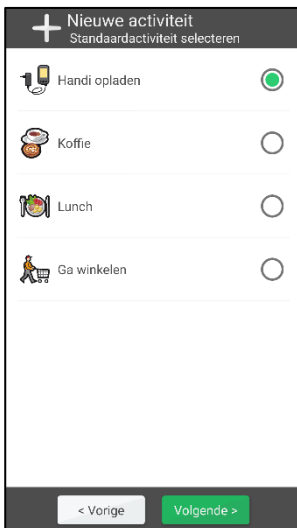 Nieuwe activiteit
Standaardactiviteit selecteren
Handi opladen
Koffie
Lunch
Ga winkelen
< Vorige
Volgende >